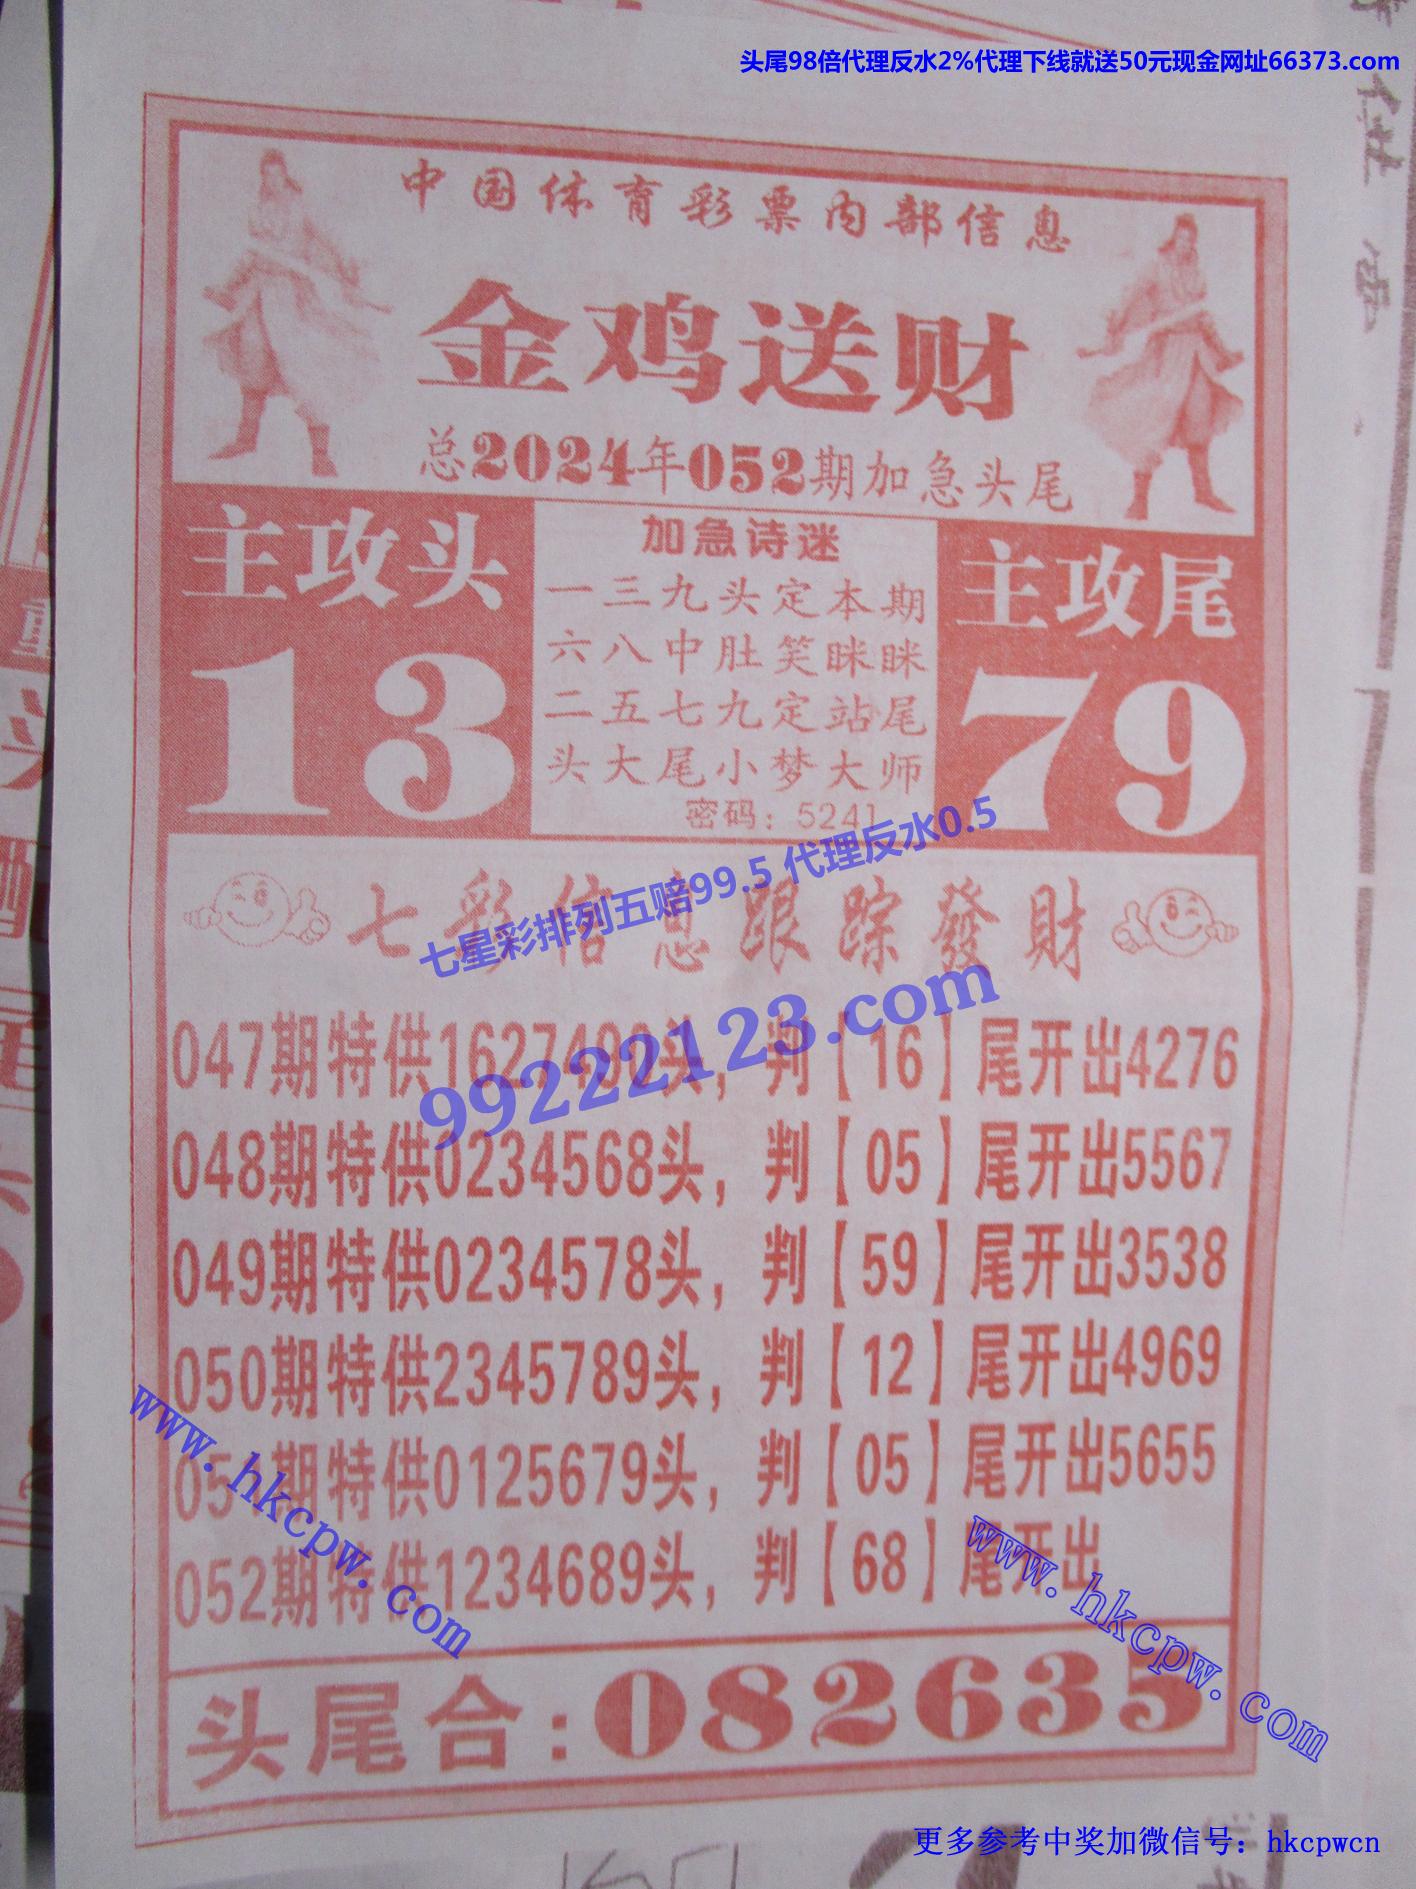 头尾98倍代理反水2%代理下线就送50元现金网址66373.com
中国体育彩票内部信息
金鸡送财
总2024年052期加急头尾
主攻头
13
加急诗迷
一三九头定本期
六八中肚笑眯眯
二五七九定站尾
头大尾小梦大师
密码：5241
主攻尾
79
七星彩排列五赔99.5 代理反水0.5
七彩信息跟踪發財
99222123.com
047期特供1627490头，判【16】尾开出4276
048期特供0234568头，判【05】尾开出5567
049期特供0234578头，判【59】尾开出3538
050期特供2345789头，判【12】尾开出4969
051期特供0125679头，判【05】尾开出5655
052期特供1234689头，判【68】尾开出
www.hkcpw.com
www.hkcpw.com
头尾合：082635
更多参考中奖加微信号：hkcpwcn